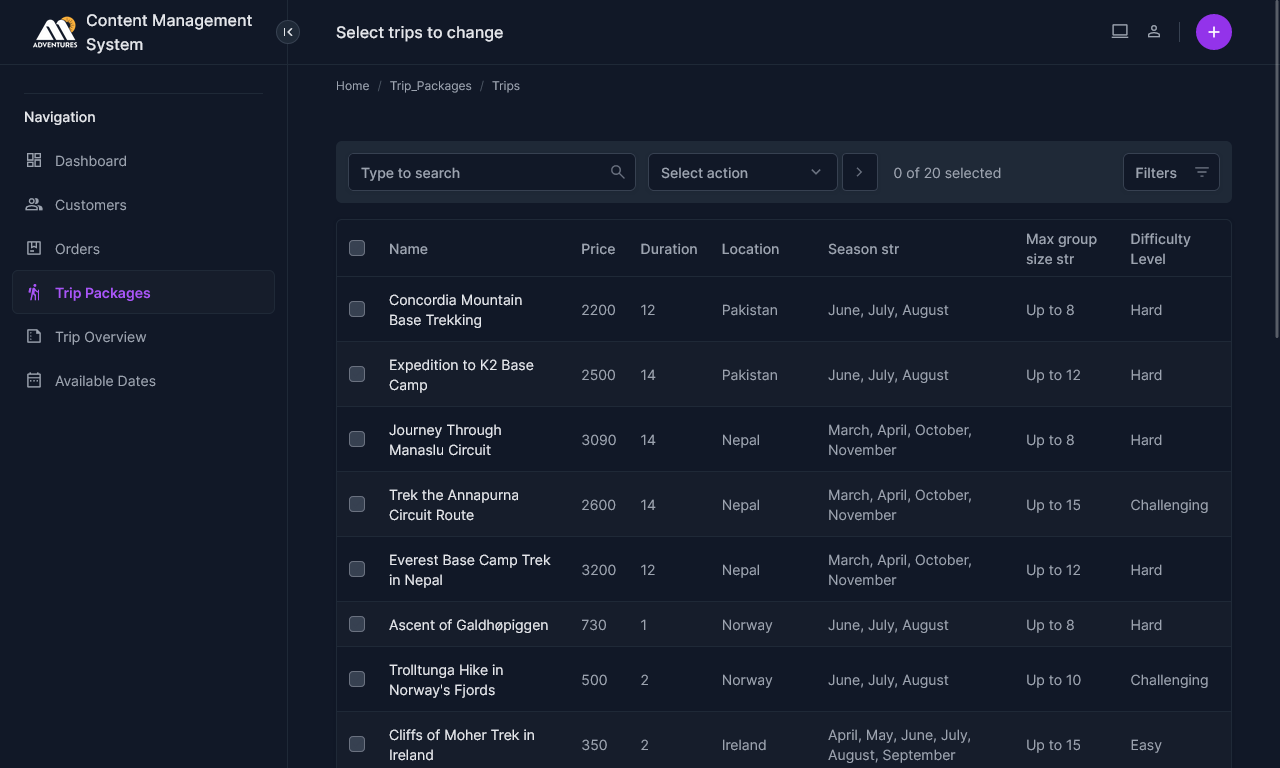 ADVENTURES
Content Management
System
Select trips to change
Home / Trip_Packages / Trips
Navigation
Dashboard
Customers
Orders
Trip Packages
Trip Overview
Available Dates
Type to search
Select action
0 of 20 selected
Filters
Name Price Duration Location Season str Max group size str Difficulty Level
Concordia Mountain
Base Trekking
2200 12 Pakistan June, July, August Up to 8 Hard
Expedition to K2 Base
Camp
2500 14 Pakistan June, July, August Up to 12 Hard
Journey Through
Manaslu Circuit
3090 14 Nepal March, April, October,
November
Up to 8 Hard
Trek the Annapurna
Circuit Route
2600 14 Nepal March, April, October,
November
Up to 15 Challenging
Everest Base Camp Trek
in Nepal
3200 12 Nepal March, April, October,
November
Up to 12 Hard
Ascent of Galdhøpiggen 730 1 Norway June, July, August Up to 8 Hard
Trolltunga Hike in
Norway's Fjords
500 2 Norway June, July, August Up to 10 Challenging
Cliffs of Moher Trek in
Ireland
350 2 Ireland April, May, June, July,
August, September
Up to 15 Easy